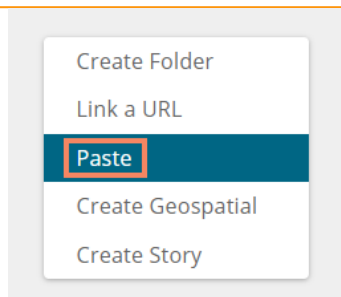 Create Folder
Link a URL
Paste
Create Geospatial
Create Story